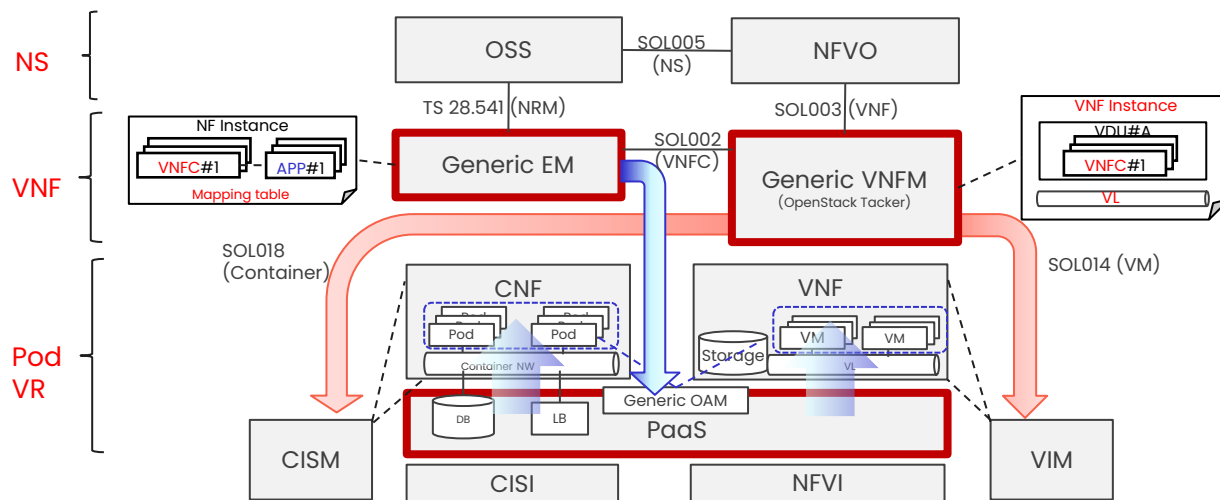 NS
OSS
SOL005
(NS)
NFVO
TS 28.541 (NRM)
SOL003 (VNF)
NF Instance
VNFC#1
APP#1
Mapping table
VNF
Generic EM
SOL002
(VNFC)
Generic VNFM
(OpenStack Tacker)
VNF Instance
VDU#A
VNFC#1
VL
SOL018
(Container)
SOL014 (VM)
Pod
VR
CNF
Pod
Pod
Pod
Pod
Pod
Pod
Container NW
VNF
VM
VM
Storage
VL
Generic OAM
DB
LB
PaaS
CISM
CISI
NFVI
VIM